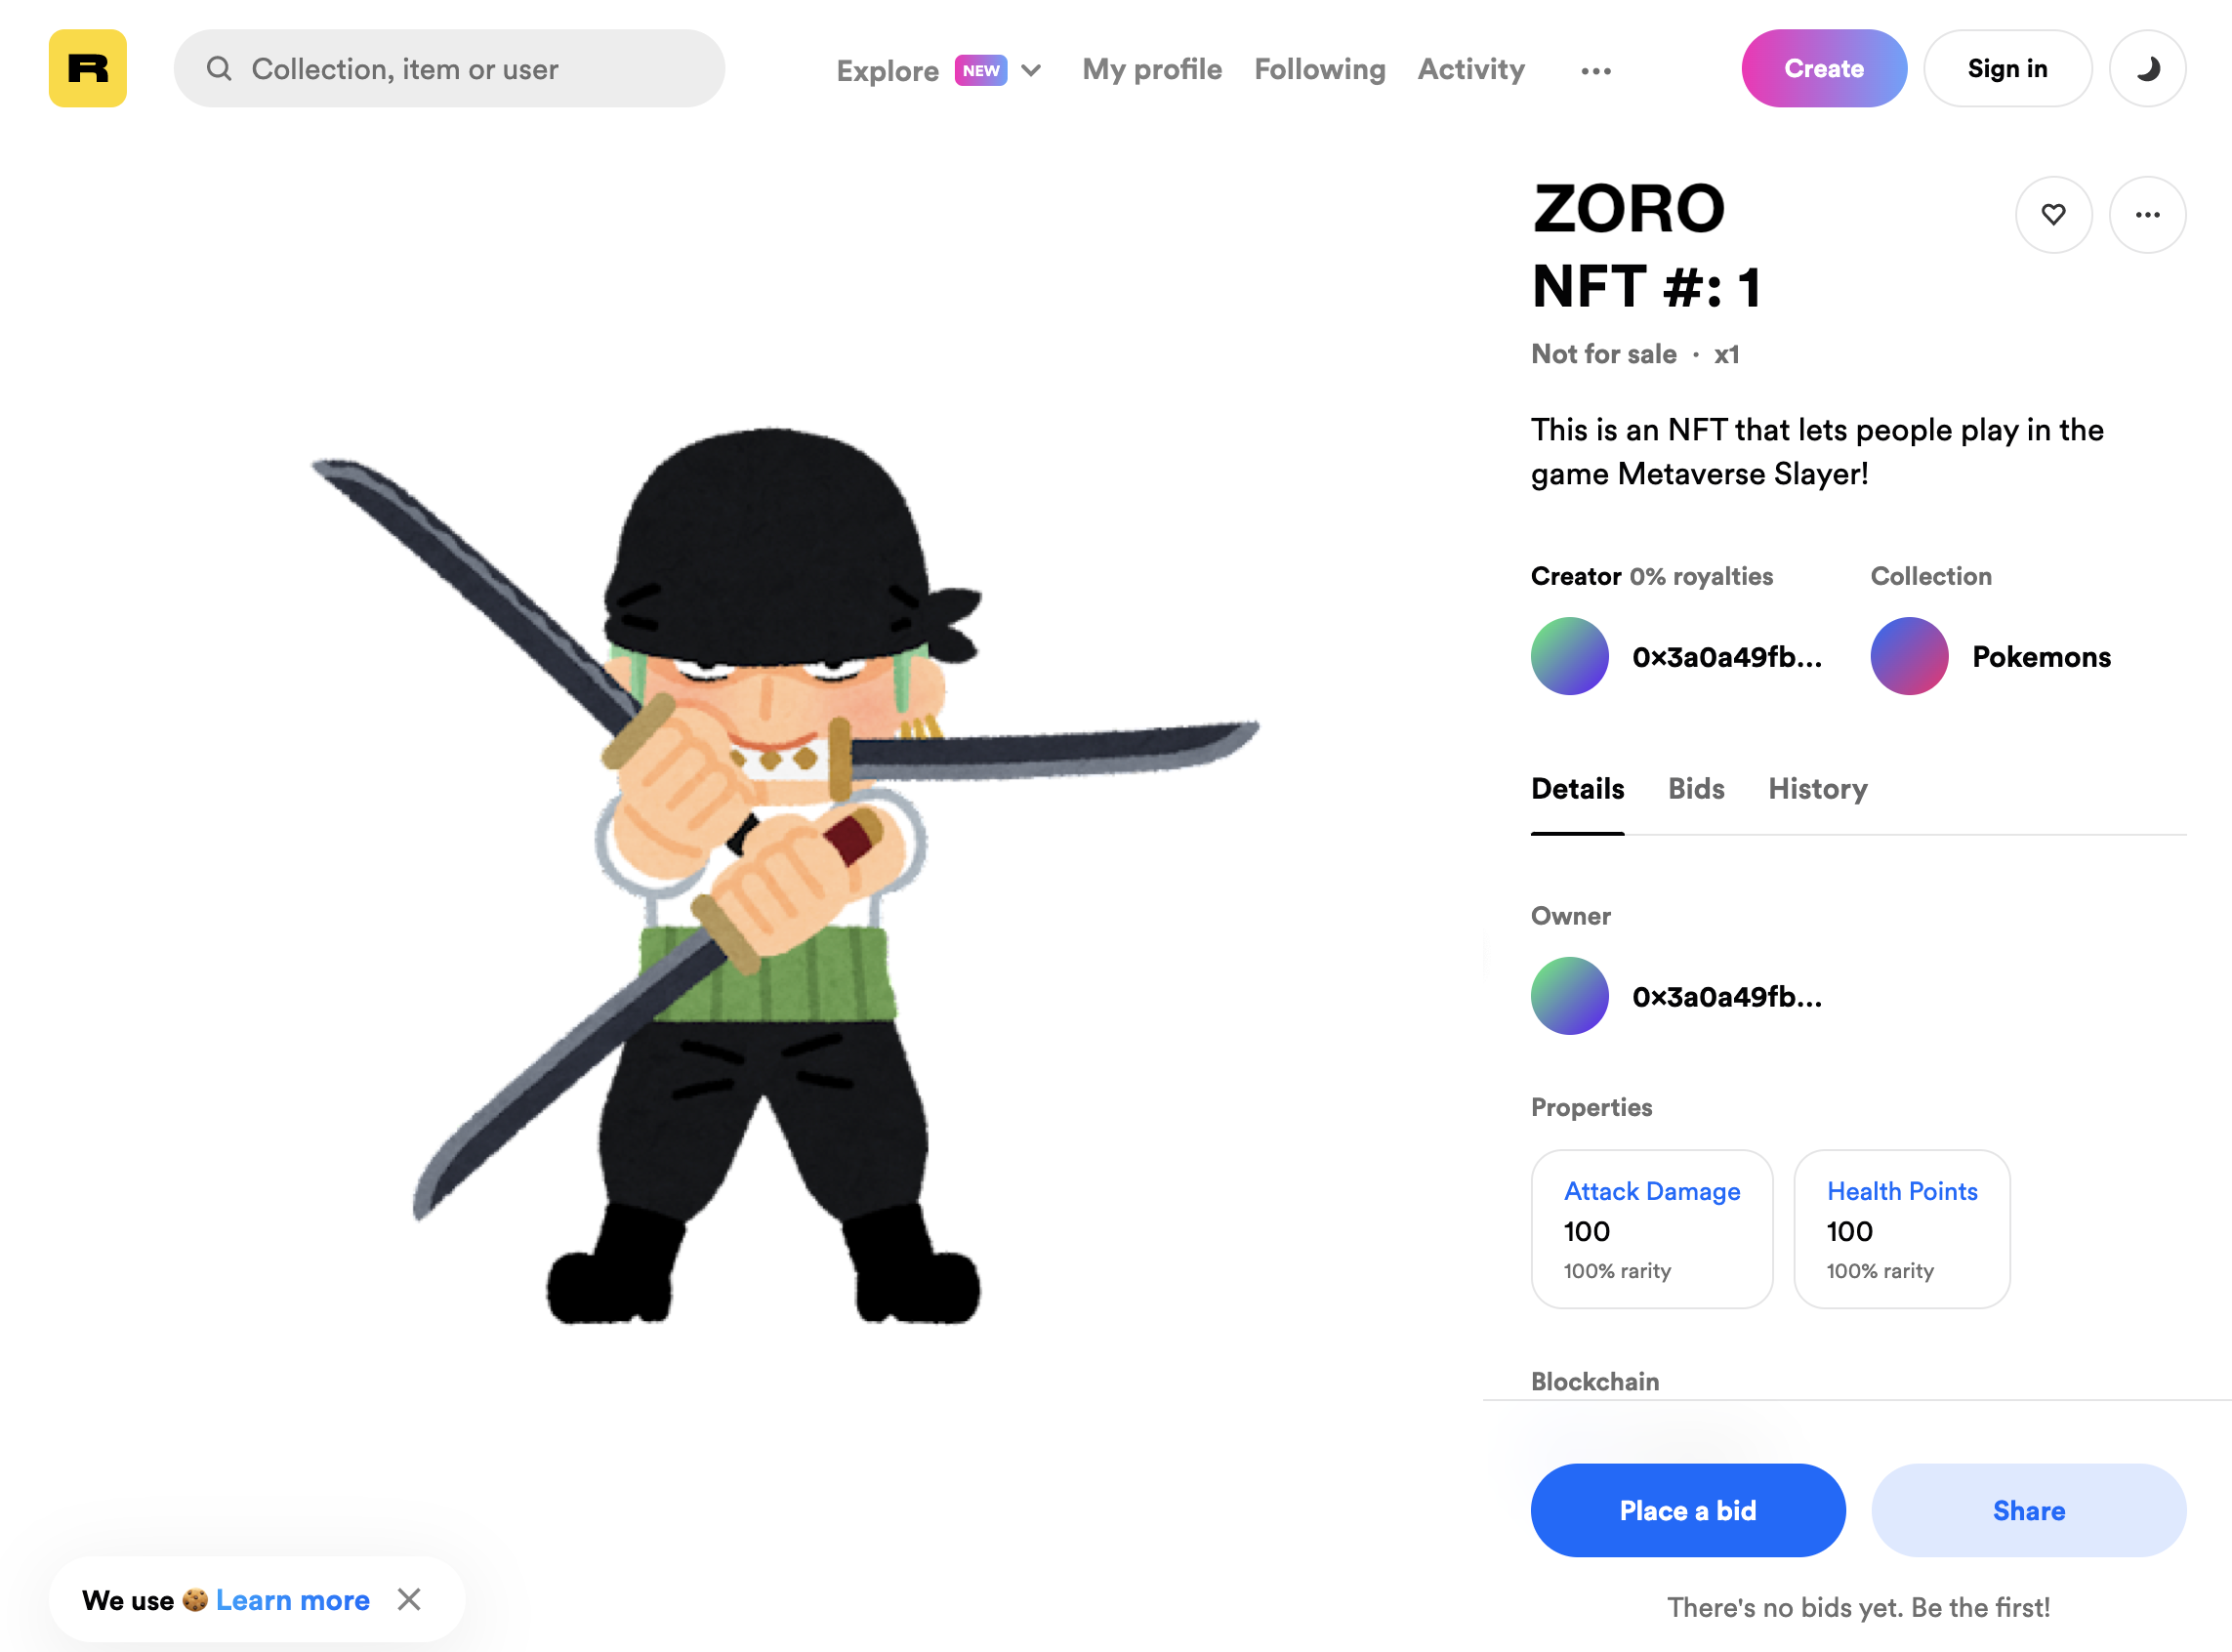 R
Collection, item or user
Explore NEW
My profile
Following
Activity
Create
Sign in
ZORO
NFT #: 1
Not for sale · x1
This is an NFT that lets people play in the
game Metaverse Slayer!
Creator 0% royalties
Collection
0x3a0a49fb...
Pokemons
Details
Bids
History
Owner
0x3a0a49fb...
Properties
Attack Damage
100
100% rarity
Health Points
100
100% rarity
Blockchain
Place a bid
Share
There's no bids yet. Be the first!
We use 🍪 Learn more